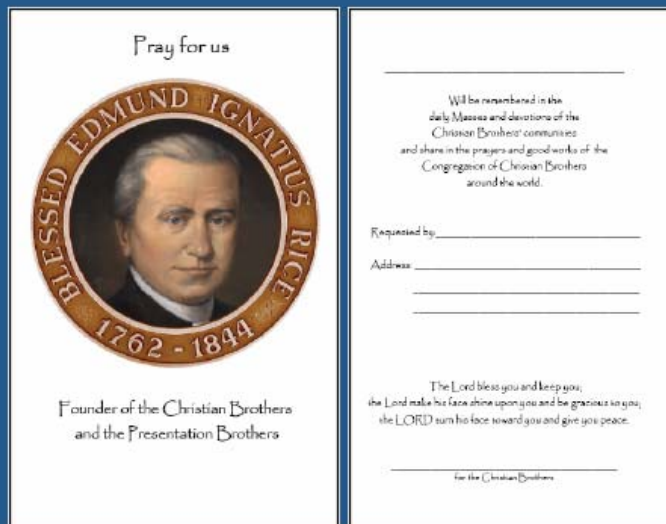 Pray for us
BLESSED EDMUND IGNATIUS RICE
1762 - 1844
Founder of the Christian Brothers
and the Presentation Brothers
Will be remembered in the
daily Masses and devotions of the
Christian Brothers' communities
and share in the prayers and good works of the
Congregation of Christian Brothers
around the world.
Requested by
Address
The Lord bless you and keep you;
the Lord make his face shine upon you and be gracious to you;
the LORD turn his face toward you and give you peace.
for the Christian Brothers